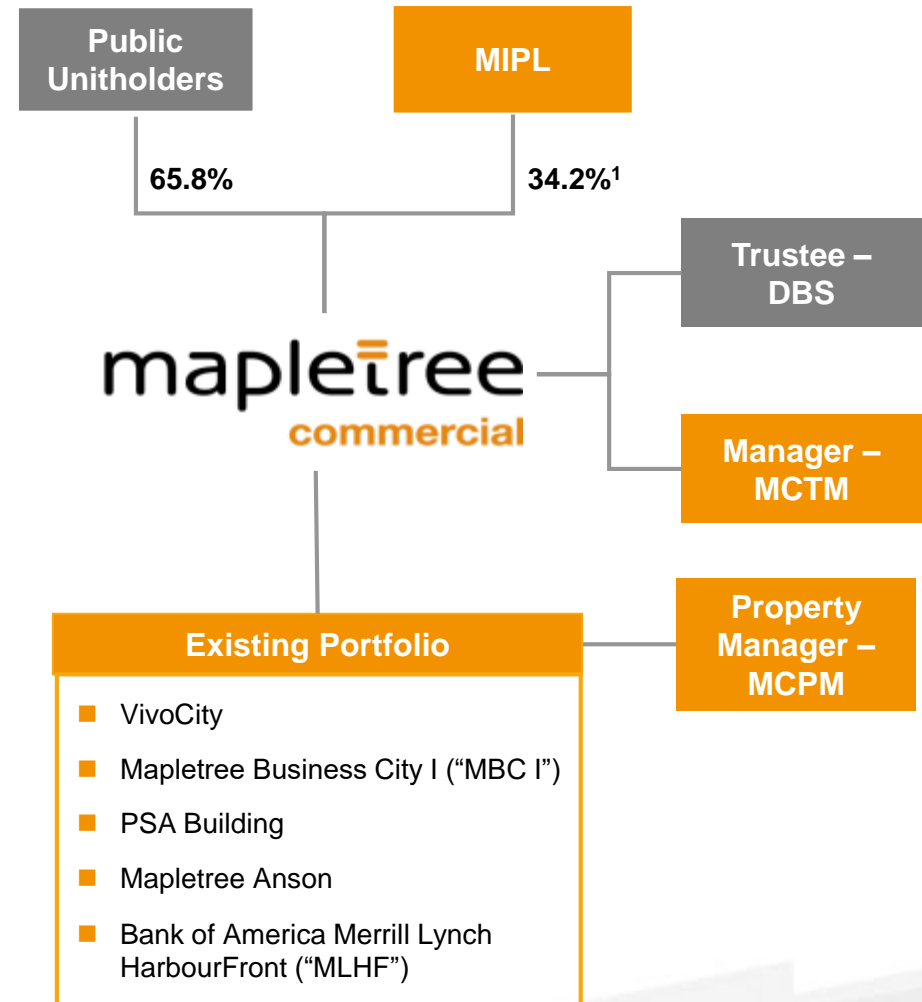 Public
Unitholders
MIPL
65.8%
34.2%¹
Trustee –
DBS
mapletree
commercial
Manager –
MCTM
Property
Manager –
MCPM
Existing Portfolio
VivoCity
Mapletree Business City I (“MBC I”)
PSA Building
Mapletree Anson
Bank of America Merrill Lynch
HarbourFront (“MLHF”)